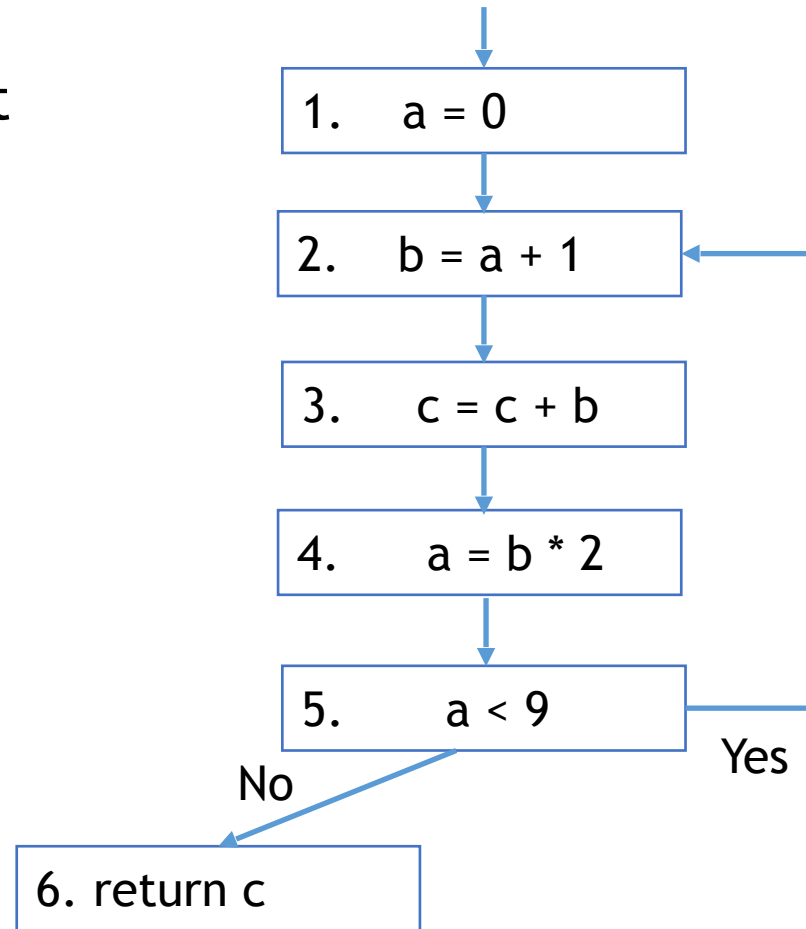 1. a = 0
2. b = a + 1
3. c = c + b
4. a = b * 2
5. a < 9
Yes
No
6. return c